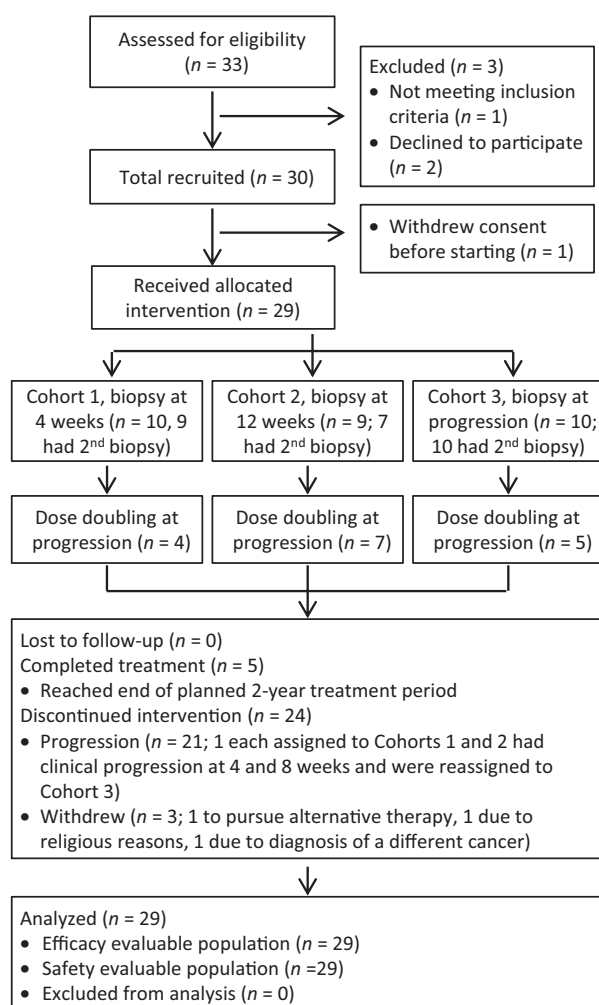 Assessed for eligibility
(n = 33)
Excluded (n = 3)
• Not meeting inclusion
criteria (n = 1)
• Declined to participate
(n = 2)
Total recruited (n = 30)
• Withdrew consent
before starting (n = 1)
Received allocated
intervention (n = 29)
Cohort 1, biopsy at
4 weeks (n = 10, 9
had 2nd biopsy)
Cohort 2, biopsy at
12 weeks (n = 9; 7
had 2nd biopsy)
Cohort 3, biopsy at
progression (n = 10;
10 had 2nd biopsy)
Dose doubling at
progression (n = 4)
Dose doubling at
progression (n = 7)
Dose doubling at
progression (n = 5)
Lost to follow-up (n = 0)
Completed treatment (n = 5)
• Reached end of planned 2-year treatment period
Discontinued intervention (n = 24)
• Progression (n = 21; 1 each assigned to Cohorts 1 and 2 had
clinical progression at 4 and 8 weeks and were reassigned to
Cohort 3)
• Withdrew (n = 3; 1 to pursue alternative therapy, 1 due to
religious reasons, 1 due to diagnosis of a different cancer)
Analyzed (n = 29)
• Efficacy evaluable population (n = 29)
• Safety evaluable population (n =29)
• Excluded from analysis (n = 0)